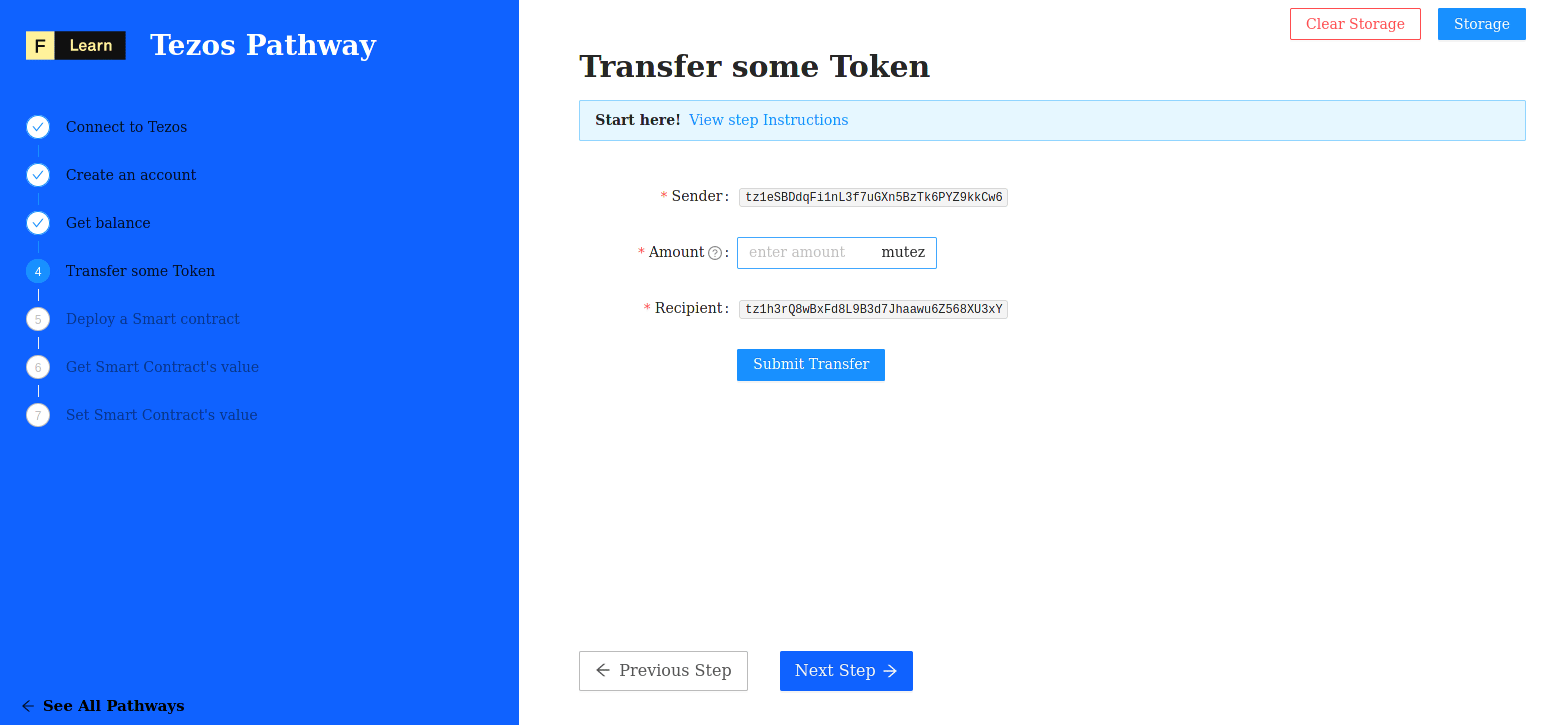 Clear Storage
Storage
F Learn
Tezos Pathway
Transfer some Token
Start here! View step Instructions
Connect to Tezos
Create an account
Get balance
4 Transfer some Token
5 Deploy a Smart contract
6 Get Smart Contract's value
7 Set Smart Contract's value
* Sender: tz1eSBDdqFi1nL3f7uGXn5BzTk6PYZ9kkCw6
* Amount ? : enter amount mutez
* Recipient: tz1h3rQ8wBxFd8L9B3d7Jhaawu6Z568XU3xY
Submit Transfer
← Previous Step
Next Step →
← See All Pathways